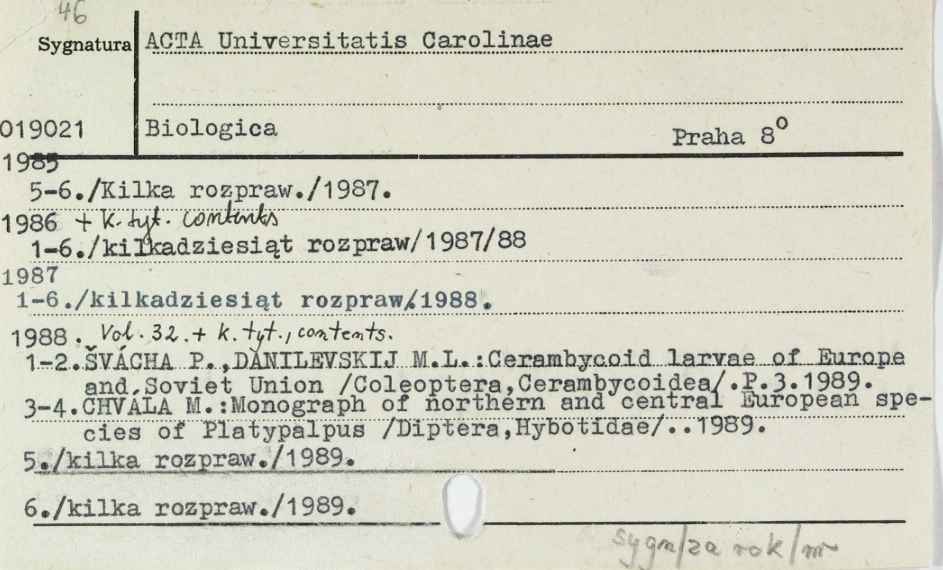 46
Sygnatura ACTA Universitatis Carolinae
019021 Biologica Praha 8º
1985
5-6./Kilka rozpraw./1987.
1986 + k. tyt. contents
1-6./kilkadziesiąt rozpraw/1987/88
1987
1-6./kilkadziesiąt rozpraw/.1988.
1988. Vol. 32. + k. tyt., contents.
1-2.ŠVÁCHA P.,DANILEVSKIJ M.L.:Cerambycoid larvae of Europe
and Soviet Union /Coleoptera,Cerambycoidea/.P.3.1989.
3-4.CHVÁLA M.:Monograph of northern and central European spe-
cies of Platypalpus /Diptera,Hybotidae/..1989.
5./kilka rozpraw./1989.
6./kilka rozpraw./1989.
sygn/za rok/nr